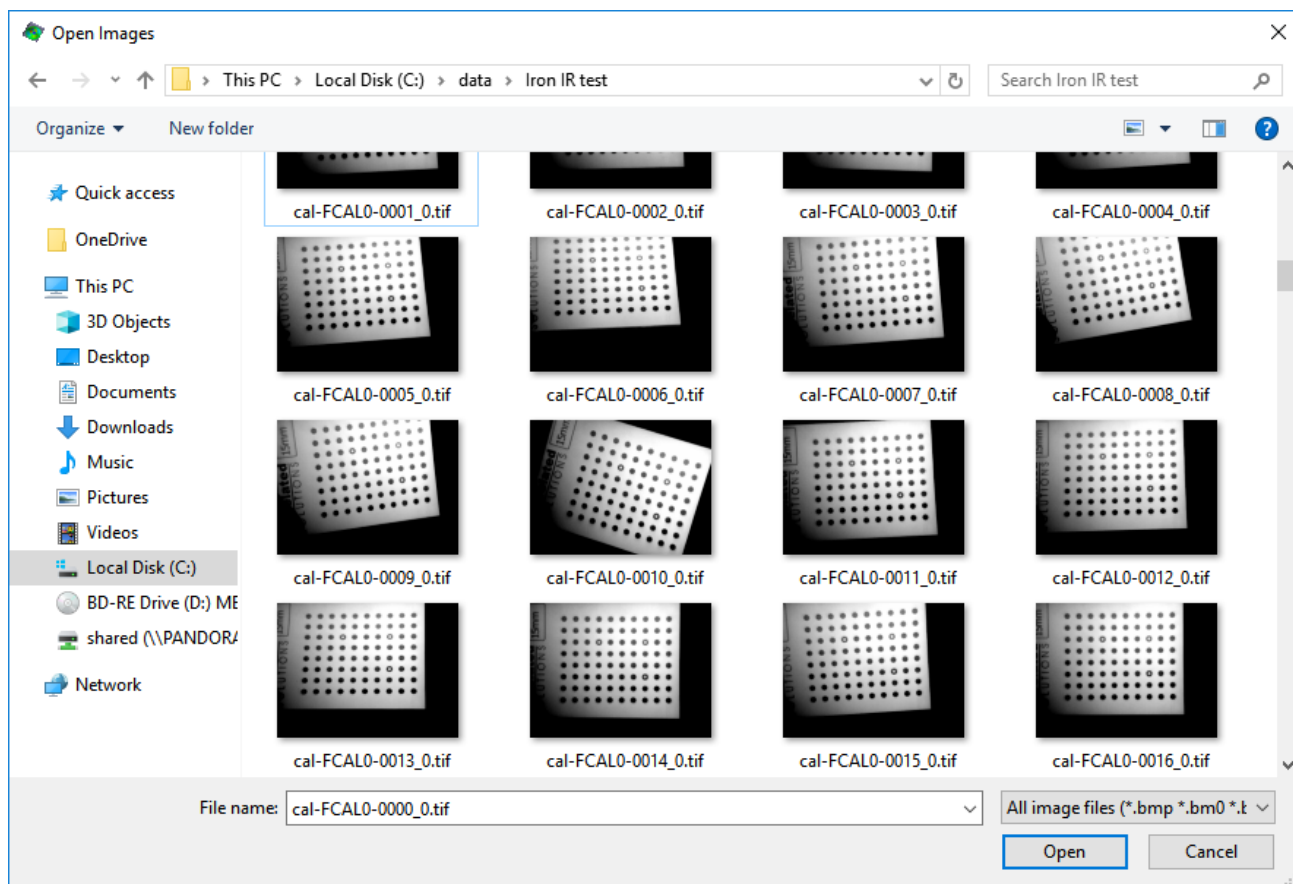 Open Images
This PC > Local Disk (C:) > data > Iron IR test
Search Iron IR test
Organize
New folder
Quick access
OneDrive
This PC
3D Objects
Desktop
Documents
Downloads
Music
Pictures
Videos
Local Disk (C:)
BD-RE Drive (D:) ME
shared (\\PANDORA
Network
cal-FCAL0-0001_0.tif
cal-FCAL0-0002_0.tif
cal-FCAL0-0003_0.tif
cal-FCAL0-0004_0.tif
cal-FCAL0-0005_0.tif
cal-FCAL0-0006_0.tif
cal-FCAL0-0007_0.tif
cal-FCAL0-0008_0.tif
cal-FCAL0-0009_0.tif
cal-FCAL0-0010_0.tif
cal-FCAL0-0011_0.tif
cal-FCAL0-0012_0.tif
cal-FCAL0-0013_0.tif
cal-FCAL0-0014_0.tif
cal-FCAL0-0015_0.tif
cal-FCAL0-0016_0.tif
File name:
cal-FCAL0-0000_0.tif
All image files (*.bmp *.bm0 *.t
Open
Cancel